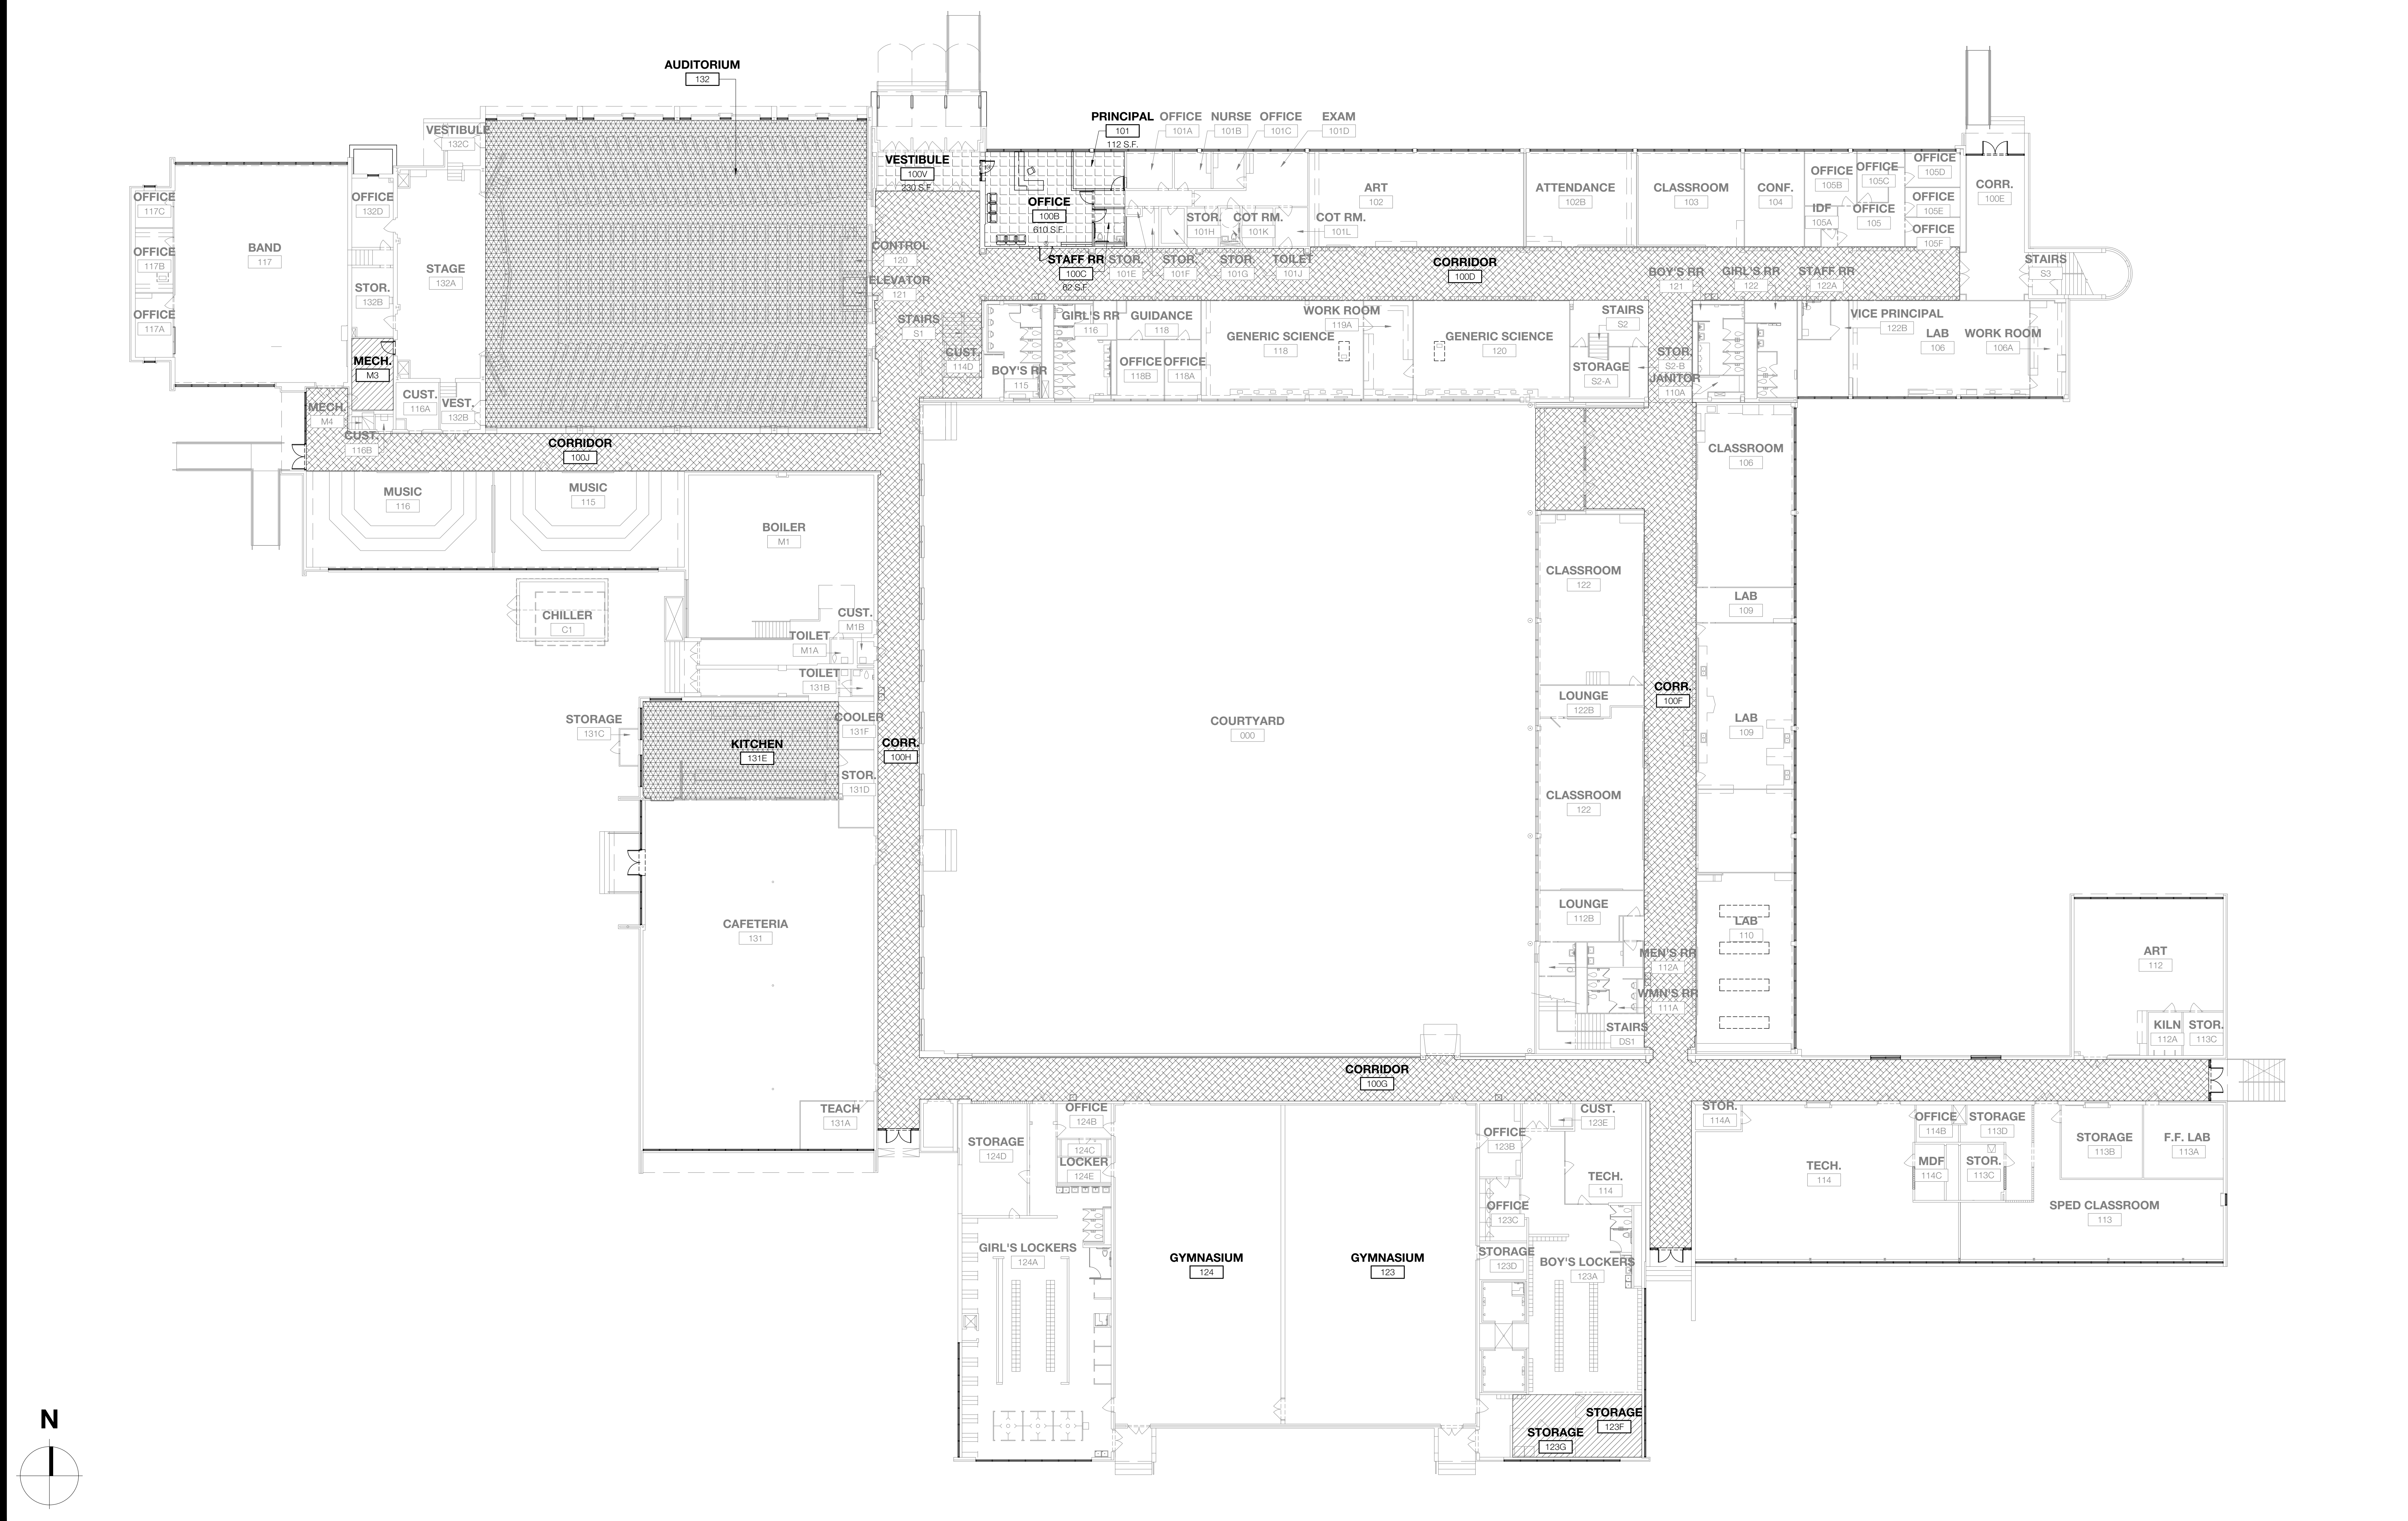 AUDITORIUM
132
PRINCIPAL
101
112 S.F.
OFFICE
101A
NURSE
101B
OFFICE
101C
EXAM
101D
VESTIBULE
132C
VESTIBULE
100V
230 S.F.
OFFICE
100B
610 S.F.
ART
102
ATTENDANCE
102B
CLASSROOM
103
CONF.
104
OFFICE
105B
OFFICE
105C
OFFICE
105D
OFFICE
105E
OFFICE
105F
IDF
105A
OFFICE
105
CORR.
100E
OFFICE
117C
OFFICE
117B
OFFICE
117A
BAND
117
OFFICE
132D
STAGE
132A
STOR.
132B
MECH.
M3
STOR.
101H
COT RM.
101K
COT RM.
101L
CONTROL
120
ELEVATOR
121
STAFF RR
100C
62 S.F.
STOR.
101E
STOR.
101F
STOR.
101G
TOILET
101J
CORRIDOR
100D
BOY'S RR
121
GIRL'S RR
122
STAFF RR
122A
STAIRS
S3
STAIRS
S1
CUST.
114D
BOY'S RR
115
GIRL'S RR
116
GUIDANCE
118
OFFICE
118B
OFFICE
118A
GENERIC SCIENCE
118
WORK ROOM
119A
GENERIC SCIENCE
120
STAIRS
S2
STORAGE
S2-A
STOR.
S2-B
JANITOR
110A
VICE PRINCIPAL
122B
LAB
106
WORK ROOM
106A
MECH.
M4
CUST.
116B
CUST.
116A
VEST.
132B
CORRIDOR
100J
MUSIC
116
MUSIC
115
BOILER
M1
CLASSROOM
106
CHILLER
C1
CUST.
M1B
TOILET
M1A
TOILET
131B
CLASSROOM
122
LAB
109
LOUNGE
122B
CORR.
100F
STORAGE
131C
KITCHEN
131E
COOLER
131F
STOR.
131D
CORR.
100H
COURTYARD
000
LAB
109
CLASSROOM
122
CAFETERIA
131
LOUNGE
112B
LAB
110
MEN'S RR
112A
WMN'S RR
111A
STAIRS
DS1
ART
112
KILN
112A
STOR.
113C
CORRIDOR
100G
TEACH
131A
STORAGE
124D
OFFICE
124B
124C
LOCKER
124E
OFFICE
123B
CUST.
123E
TECH.
114
OFFICE
123C
STOR.
114A
TECH.
114
OFFICE
114B
STORAGE
113D
MDF
114C
STOR.
113C
STORAGE
113B
F.F. LAB
113A
SPED CLASSROOM
113
GIRL'S LOCKERS
124A
GYMNASIUM
124
GYMNASIUM
123
STORAGE
123D
BOY'S LOCKERS
123A
STORAGE
123F
STORAGE
123G
N